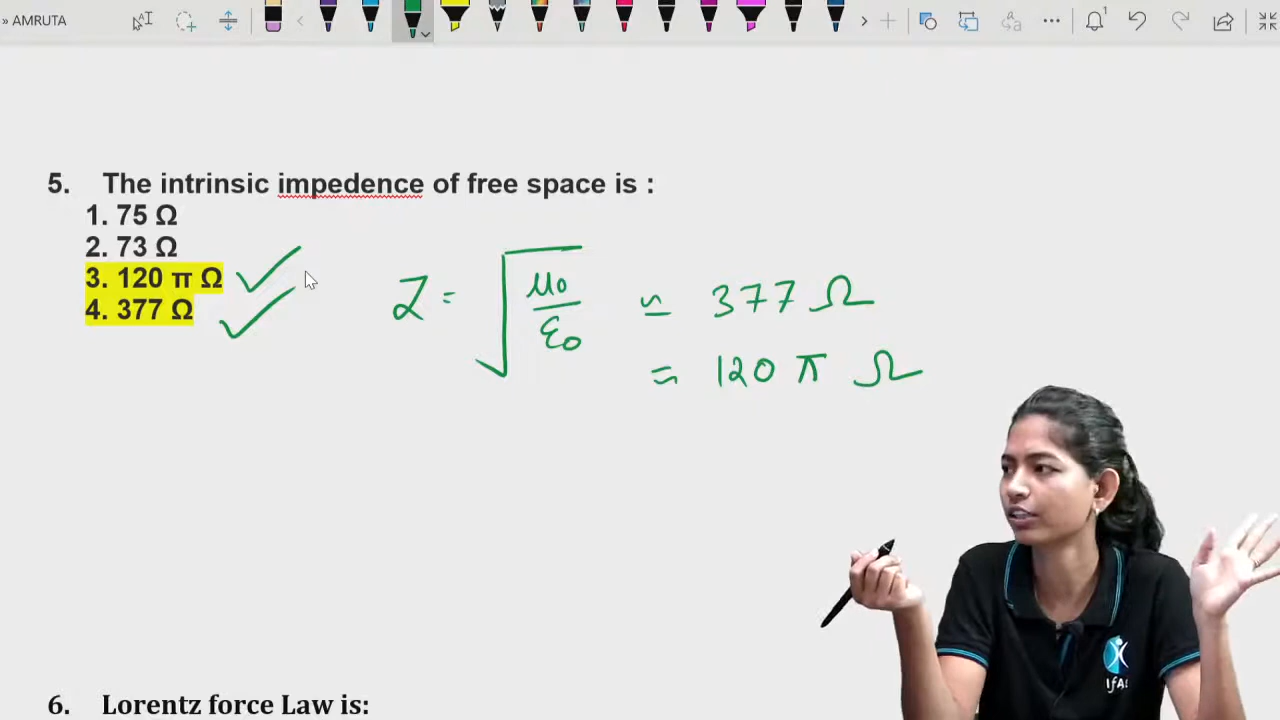 » AMRUTA
5. The intrinsic impedence of free space is :
1. 75 Ω
2. 73 Ω
3. 120 π Ω
4. 377 Ω
Z = √μ₀/ε₀ ≃ 377 Ω
≈ 120 π Ω
IFAS
6. Lorentz force Law is: